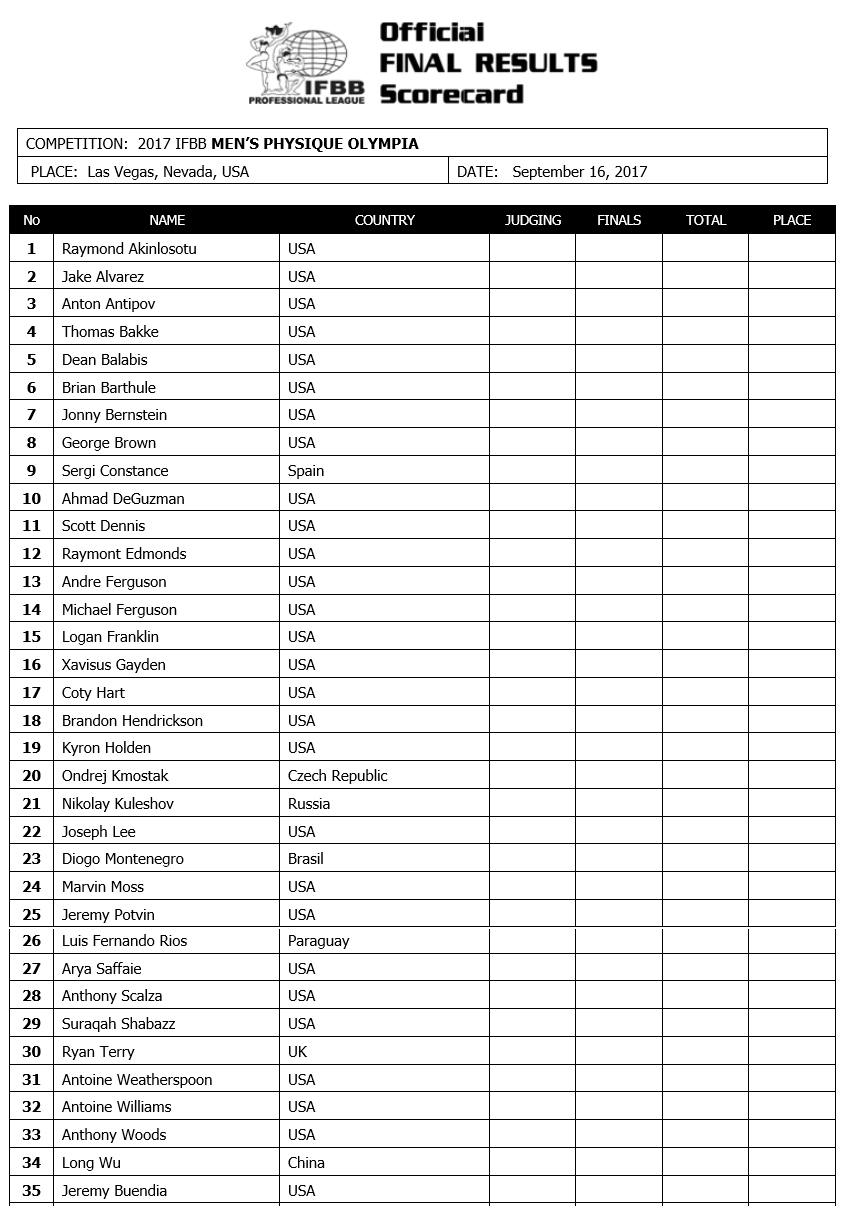 Official
FINAL RESULTS
Scorecard
IFBB
PROFESSIONAL LEAGUE
COMPETITION: 2017 IFBB MEN'S PHYSIQUE OLYMPIA
PLACE: Las Vegas, Nevada, USA DATE: September 16, 2017
No NAME COUNTRY JUDGING FINALS TOTAL PLACE
1 Raymond Akinlosotu USA
2 Jake Alvarez USA
3 Anton Antipov USA
4 Thomas Bakke USA
5 Dean Balabis USA
6 Brian Barthule USA
7 Jonny Bernstein USA
8 George Brown USA
9 Sergi Constance Spain
10 Ahmad DeGuzman USA
11 Scott Dennis USA
12 Raymont Edmonds USA
13 Andre Ferguson USA
14 Michael Ferguson USA
15 Logan Franklin USA
16 Xavisus Gayden USA
17 Coty Hart USA
18 Brandon Hendrickson USA
19 Kyron Holden USA
20 Ondrej Kmostak Czech Republic
21 Nikolay Kuleshov Russia
22 Joseph Lee USA
23 Diogo Montenegro Brasil
24 Marvin Moss USA
25 Jeremy Potvin USA
26 Luis Fernando Rios Paraguay
27 Arya Saffaie USA
28 Anthony Scalza USA
29 Suraqah Shabazz USA
30 Ryan Terry UK
31 Antoine Weatherspoon USA
32 Antoine Williams USA
33 Anthony Woods USA
34 Long Wu China
35 Jeremy Buendia USA